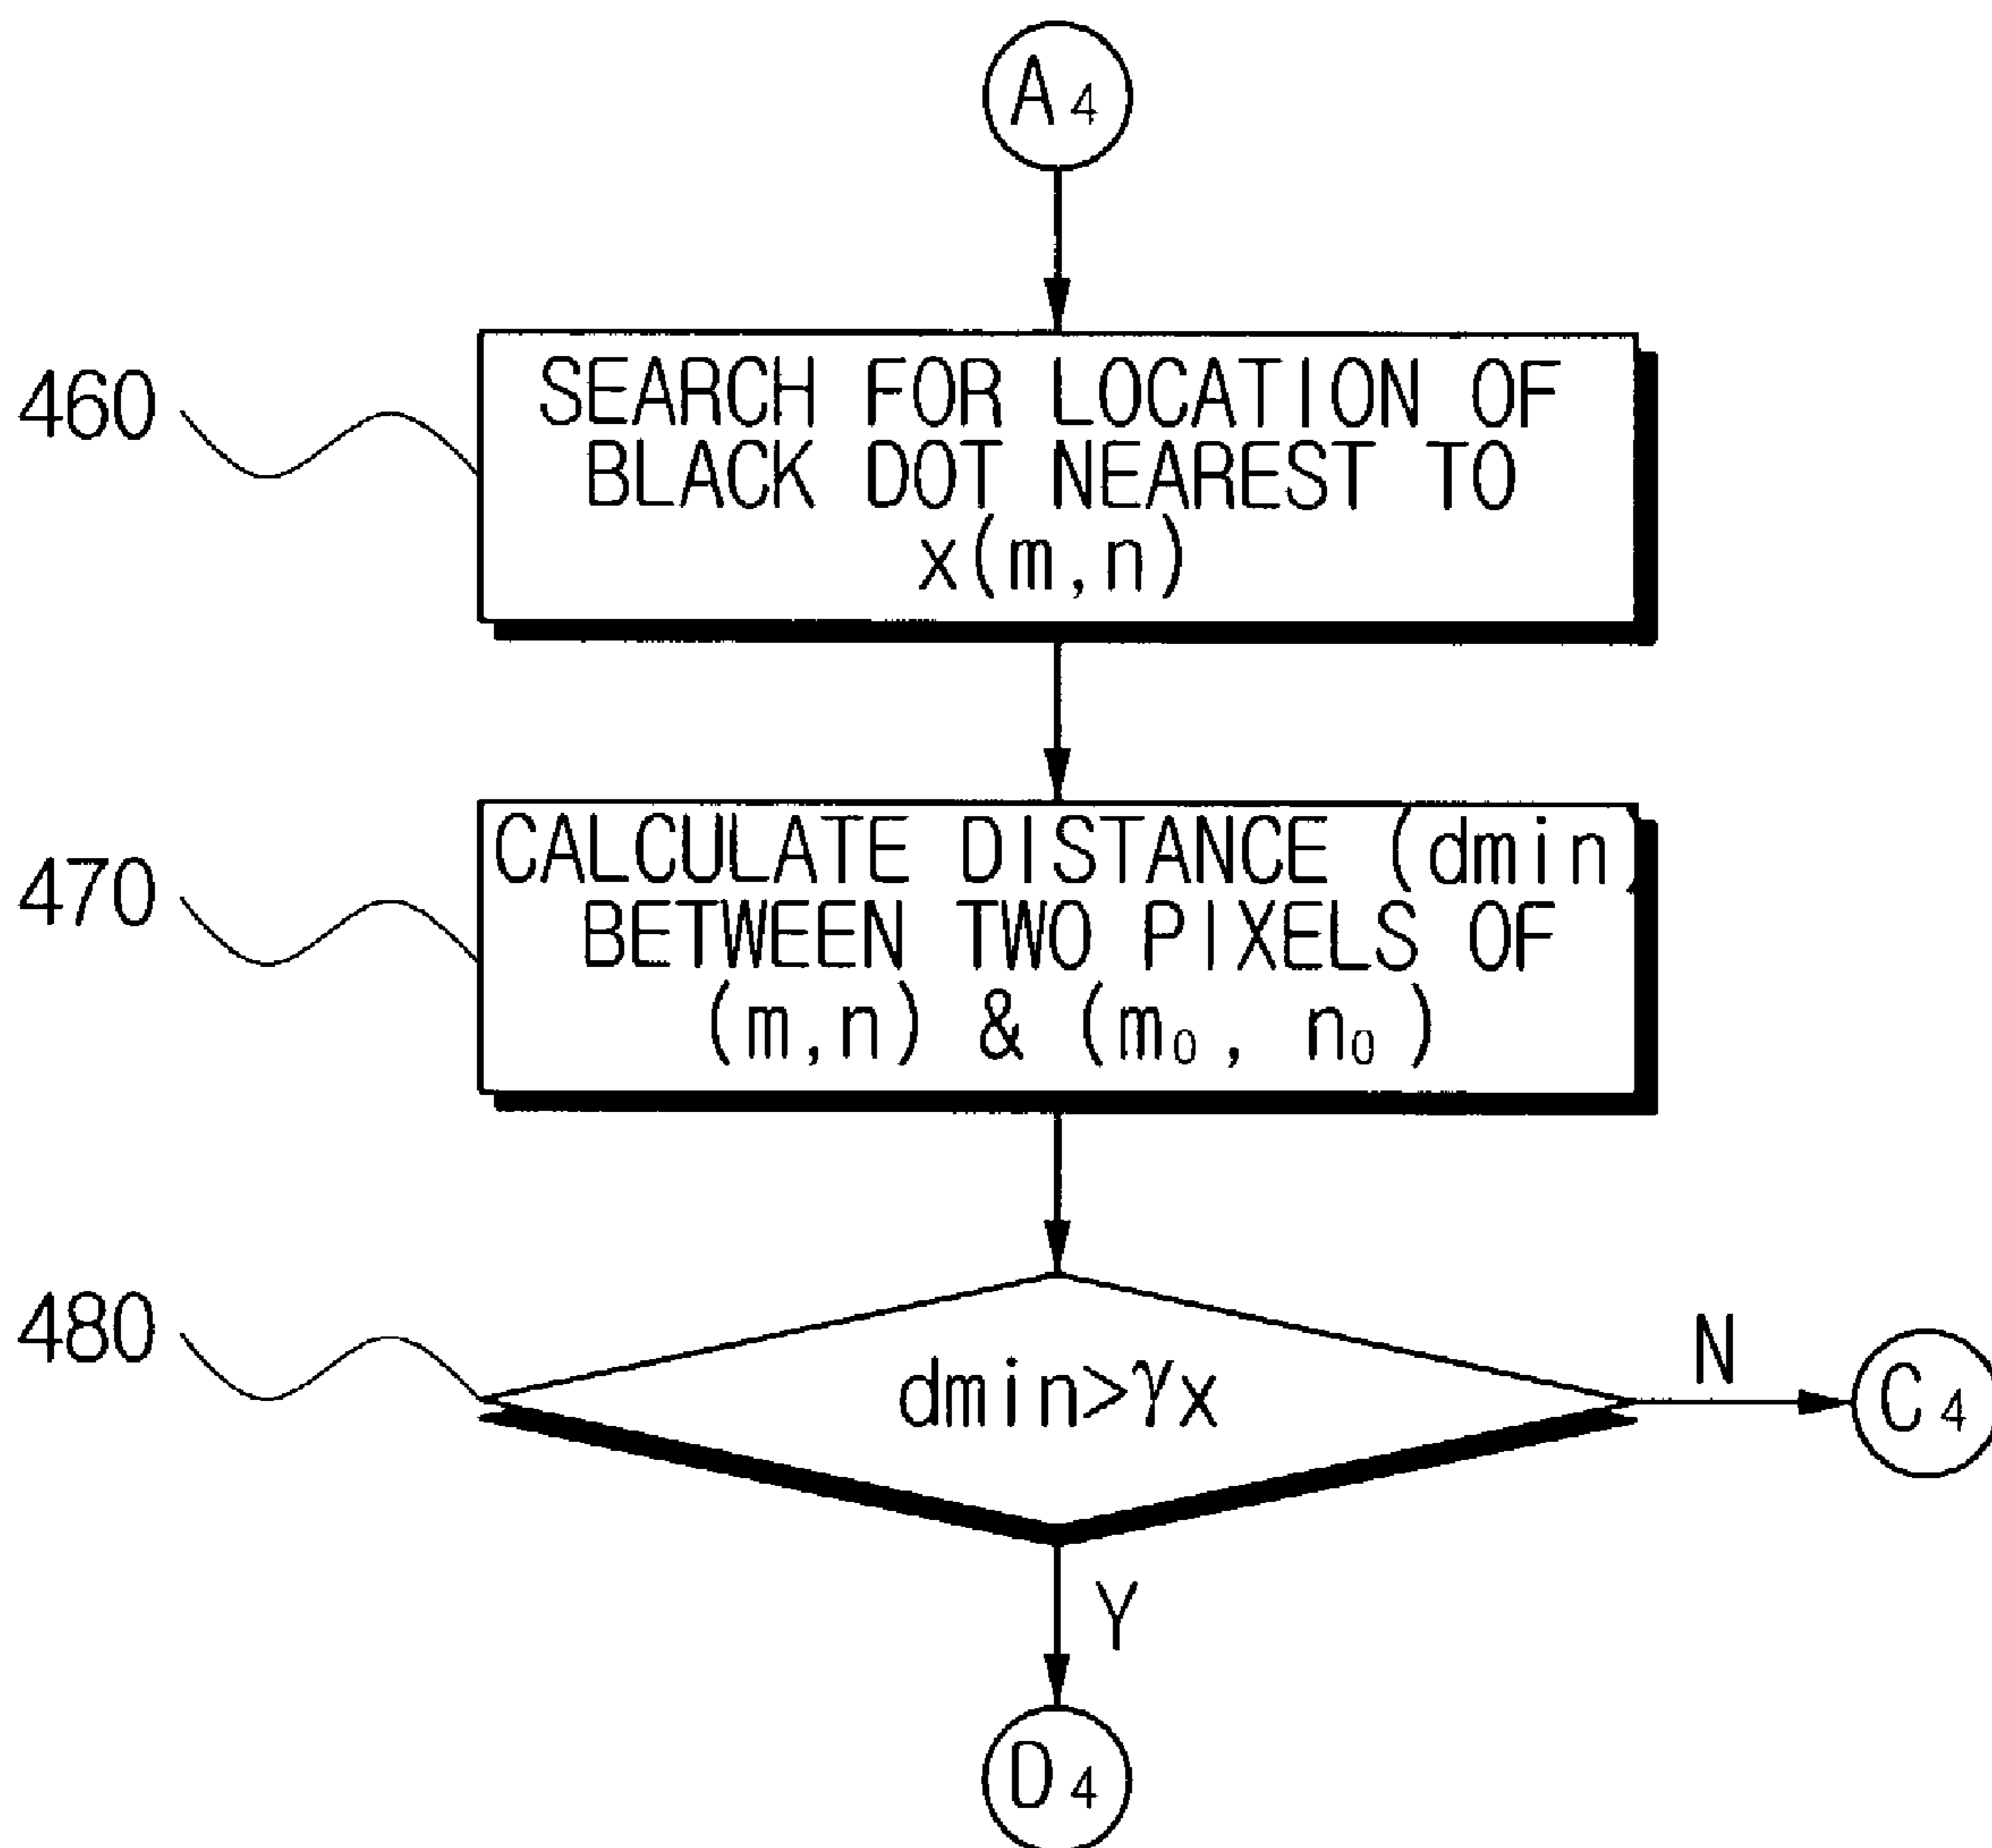 A₄
460
SEARCH FOR LOCATION OF
BLACK DOT NEAREST TO
x(m,n)
470
CALCULATE DISTANCE (dmin)
BETWEEN TWO PIXELS OF
(m,n) & (m₀, n₀)
480
dmin>γx
N
C₄
Y
D₄